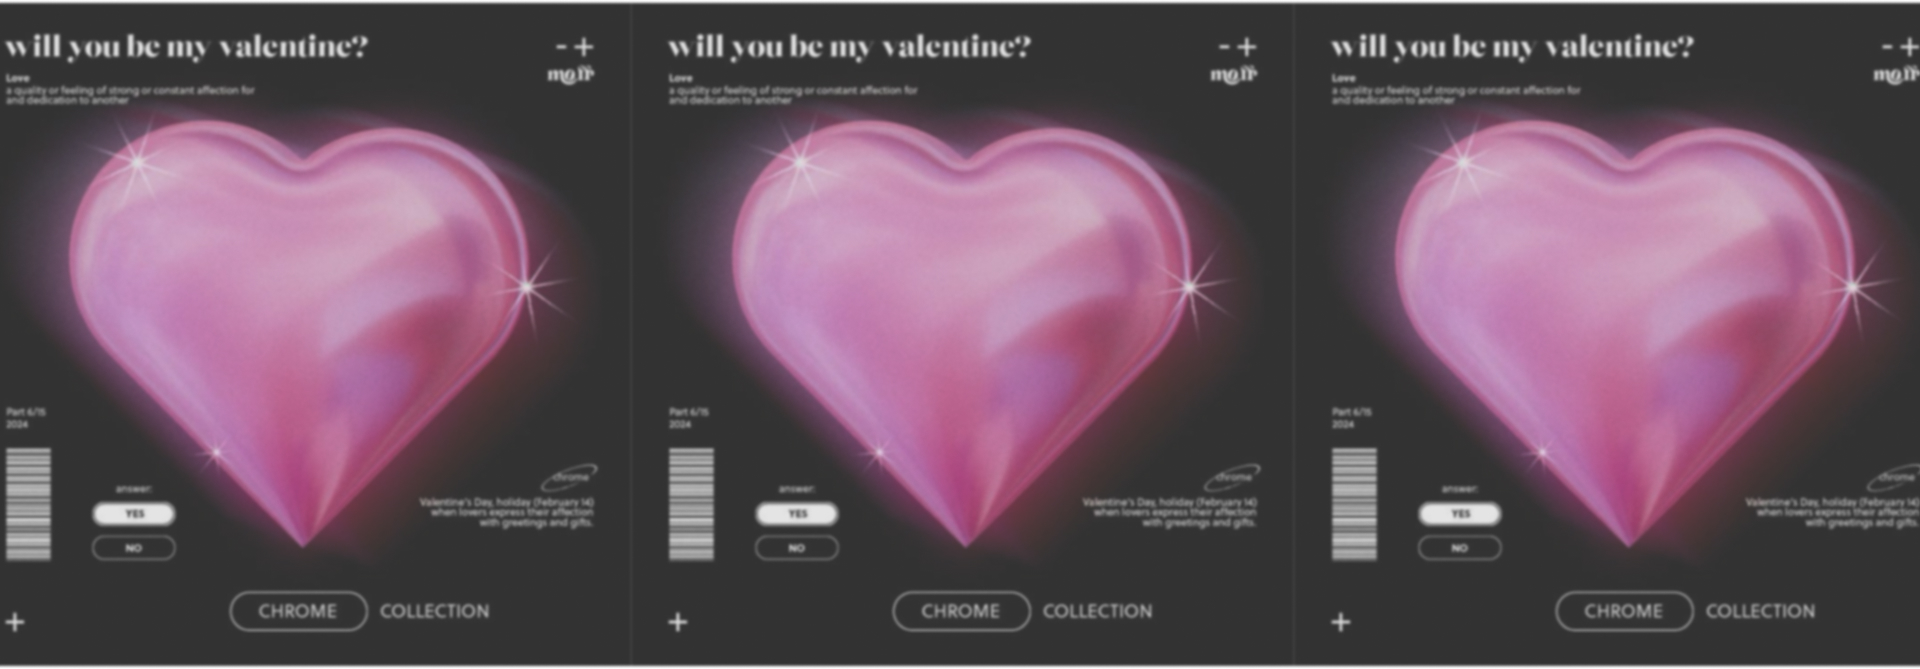 will you be my valentine?
- +
Love
a quality or feeling of strong or constant affection for
and dedication to another
Part 6/15
2024
answer:
YES
NO
chrome
Valentine's Day, holiday (February 14)
when lovers express their affection
with greetings and gifts.
+
CHROME COLLECTION
will you be my valentine?
- +
Love
a quality or feeling of strong or constant affection for
and dedication to another
Part 6/15
2024
answer:
YES
NO
chrome
Valentine's Day, holiday (February 14)
when lovers express their affection
with greetings and gifts.
+
CHROME COLLECTION
will you be my valentine?
- +
Love
a quality or feeling of strong or constant affection for
and dedication to another
Part 6/15
2024
answer:
YES
NO
chrome
Valentine's Day, holiday (February 14)
when lovers express their affection
with greetings and gifts.
+
CHROME COLLECTION